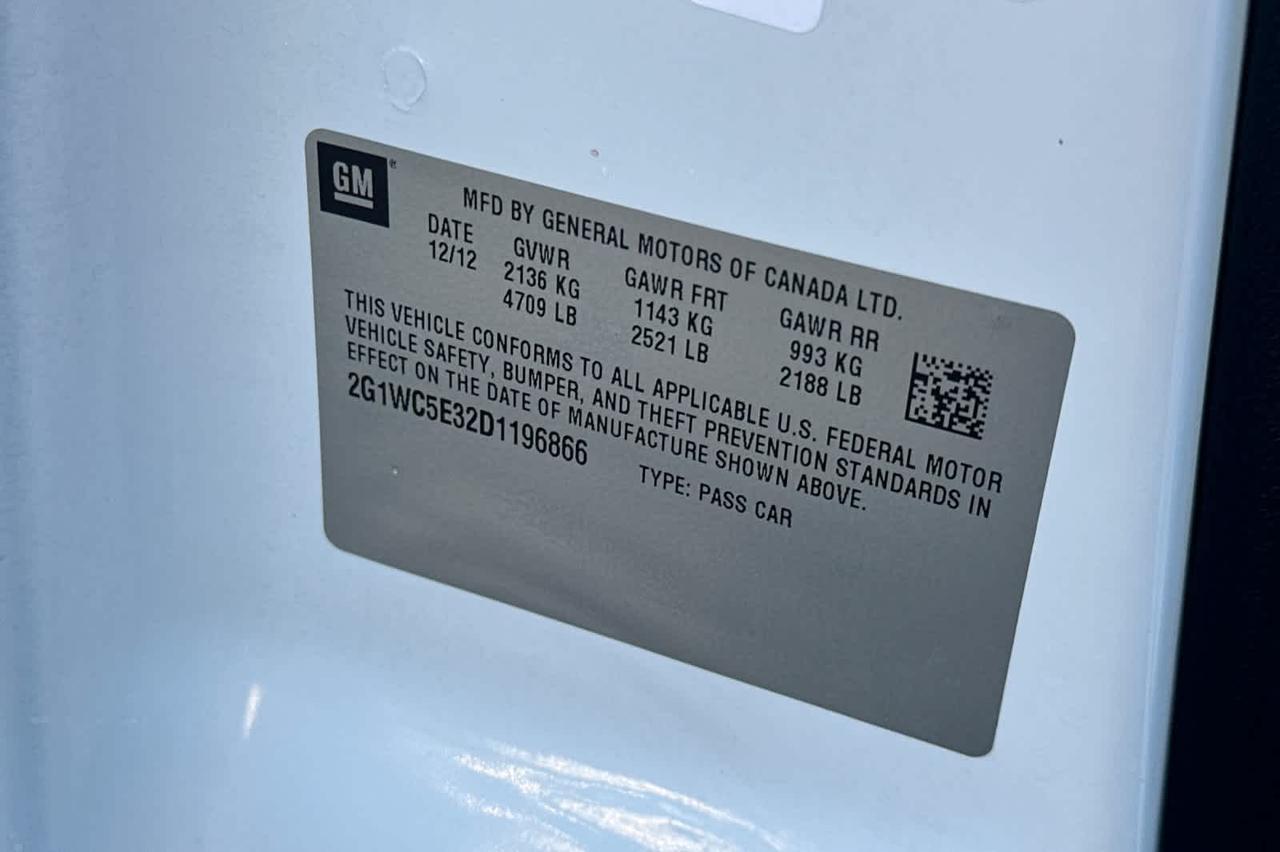 GM®
MFD BY GENERAL MOTORS OF CANADA LTD.
DATE GVWR GAWR FRT GAWR RR
12/12 2136 KG 1143 KG 993 KG
4709 LB 2521 LB 2188 LB
THIS VEHICLE CONFORMS TO ALL APPLICABLE U.S. FEDERAL MOTOR
VEHICLE SAFETY, BUMPER, AND THEFT PREVENTION STANDARDS IN
EFFECT ON THE DATE OF MANUFACTURE SHOWN ABOVE.
2G1WC5E32D1196866 TYPE: PASS CAR